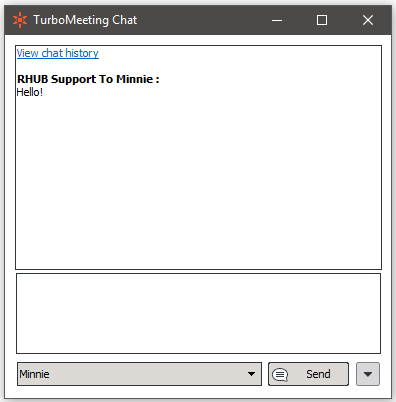 TurboMeeting Chat
View chat history
RHUB Support To Minnie :
Hello!
Minnie
Send